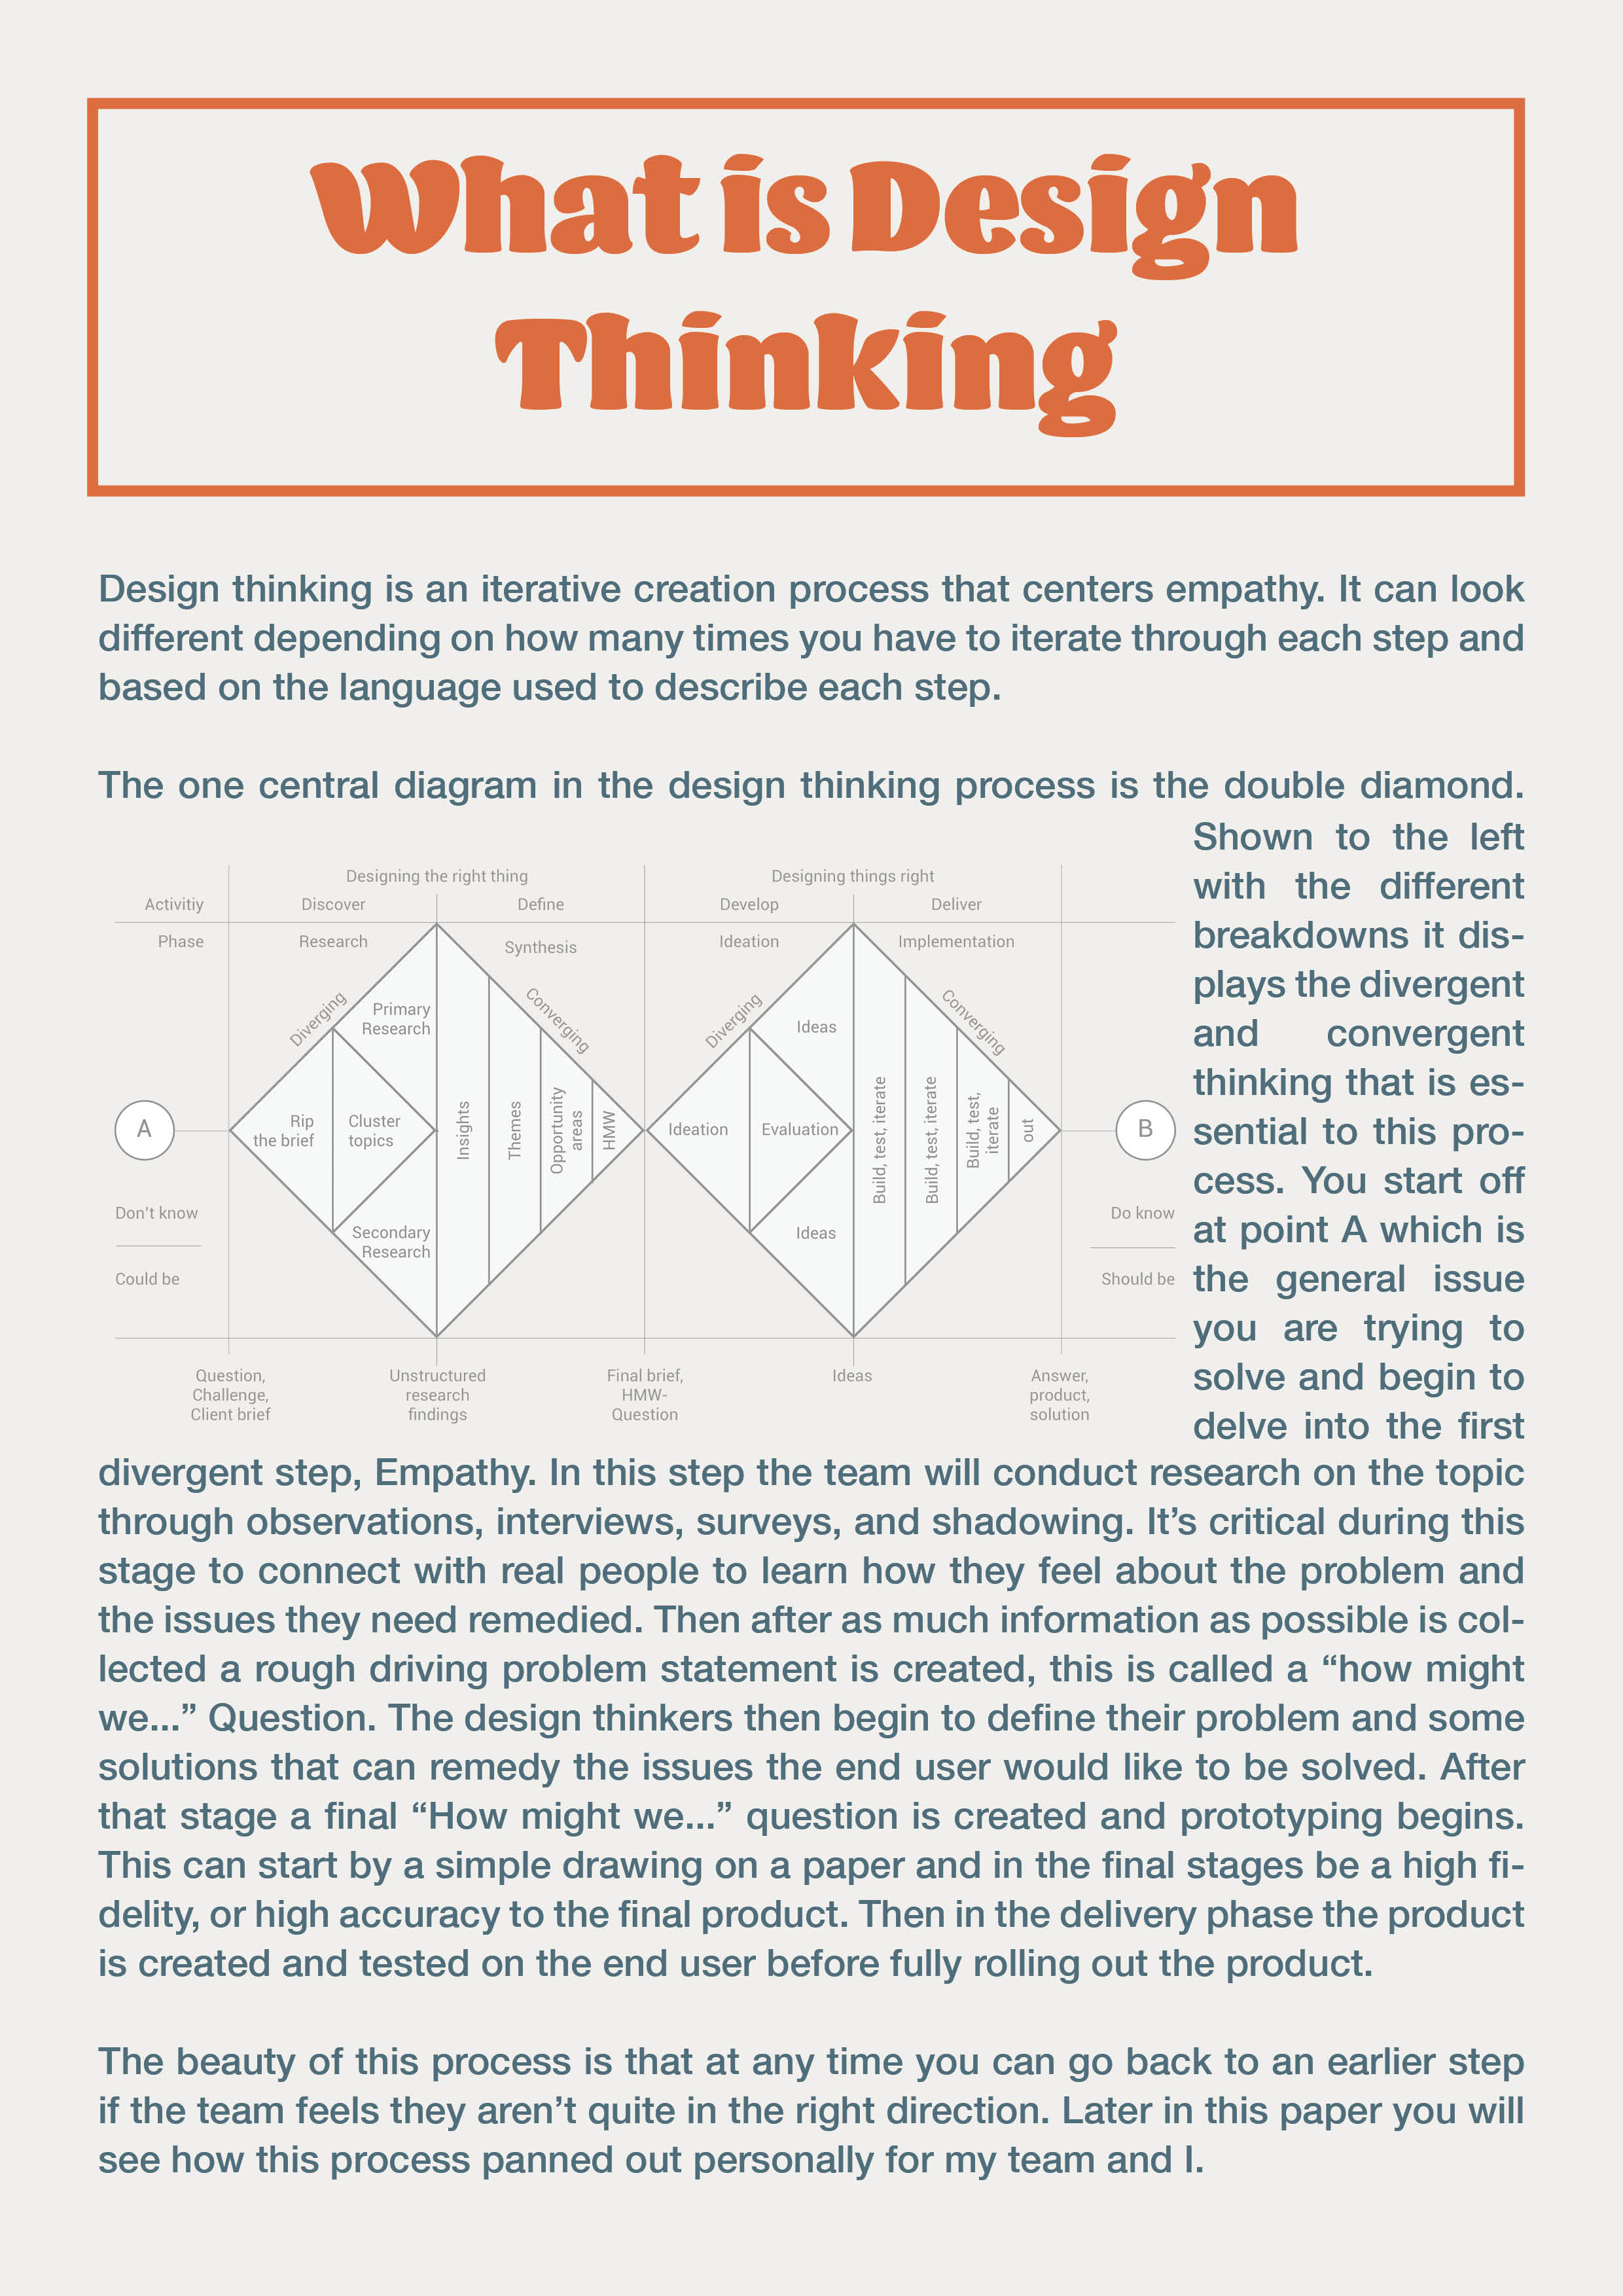 What is Design
Thinking
Design thinking is an iterative creation process that centers empathy. It can look
different depending on how many times you have to iterate through each step and
based on the language used to describe each step.
The one central diagram in the design thinking process is the double diamond.
Shown to the left
with the different
breakdowns it dis-
plays the divergent
and convergent
thinking that is es-
sential to this pro-
cess. You start off
at point A which is
the general issue
you are trying to
solve and begin to
delve into the first
Designing the right thing
Designing things right
Activitiy
Discover
Define
Develop
Deliver
Phase
Research
Synthesis
Ideation
Implementation
Diverging
Converging
Diverging
Converging
Primary
Research
Rip
the brief
Cluster
topics
Secondary
Research
Insights
Themes
Opportunity
areas
HMW
Ideas
Ideation
Evaluation
Ideas
Build, test, iterate
Build, test, iterate
Build, test,
iterate
out
A
B
Don't know
Could be
Do know
Should be
Question,
Challenge,
Client brief
Unstructured
research
findings
Final brief,
HMW-
Question
Ideas
Answer,
product,
solution
divergent step, Empathy. In this step the team will conduct research on the topic
through observations, interviews, surveys, and shadowing. It’s critical during this
stage to connect with real people to learn how they feel about the problem and
the issues they need remedied. Then after as much information as possible is col-
lected a rough driving problem statement is created, this is called a “how might
we...” Question. The design thinkers then begin to define their problem and some
solutions that can remedy the issues the end user would like to be solved. After
that stage a final “How might we...” question is created and prototyping begins.
This can start by a simple drawing on a paper and in the final stages be a high fi-
delity, or high accuracy to the final product. Then in the delivery phase the product
is created and tested on the end user before fully rolling out the product.
The beauty of this process is that at any time you can go back to an earlier step
if the team feels they aren’t quite in the right direction. Later in this paper you will
see how this process panned out personally for my team and I.